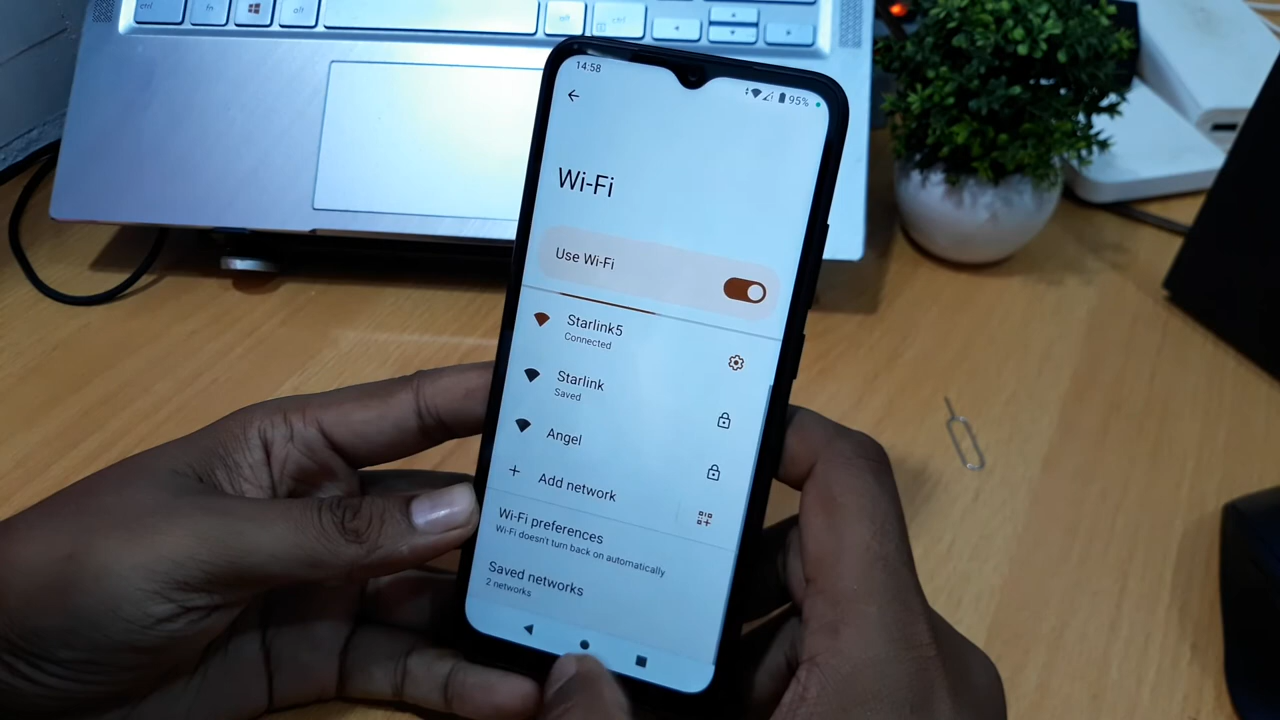 ctrl
fn
alt
alt
ctrl
14:58
95%
Wi-Fi
Use Wi-Fi
Starlink5
Connected
Starlink
Saved
Angel
+ Add network
Wi-Fi preferences
Wi-Fi doesn't turn back on automatically
Saved networks
2 networks